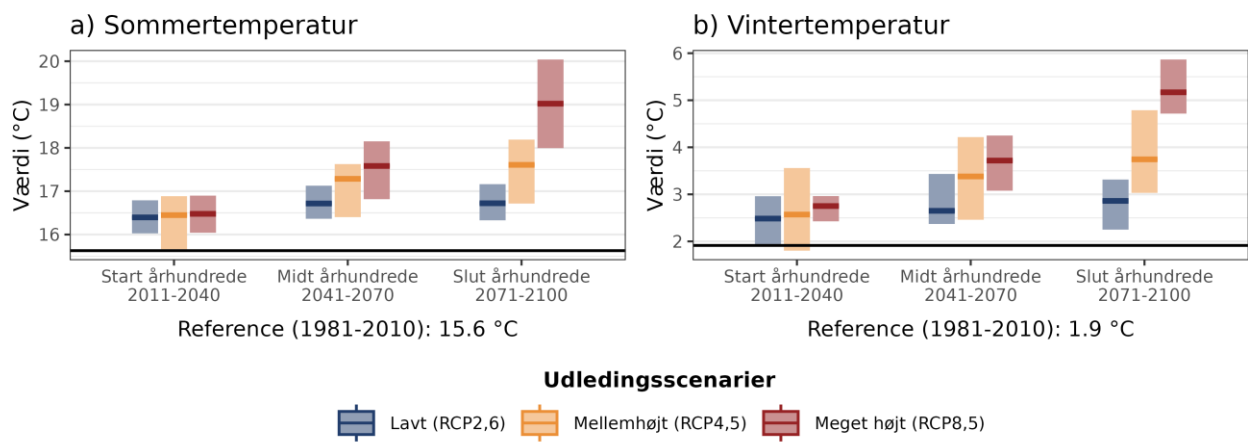 a) Sommertemperatur
Værdi (°C)
20
19
18
17
16
Start århundrede
2011-2040
Midt århundrede
2041-2070
Slut århundrede
2071-2100
Reference (1981-2010): 15.6 °C
b) Vintertemperatur
Værdi (°C)
6
5
4
3
2
Start århundrede
2011-2040
Midt århundrede
2041-2070
Slut århundrede
2071-2100
Reference (1981-2010): 1.9 °C
Udledingsscenarier
Lavt (RCP2,6)
Mellemhøjt (RCP4,5)
Meget højt (RCP8,5)